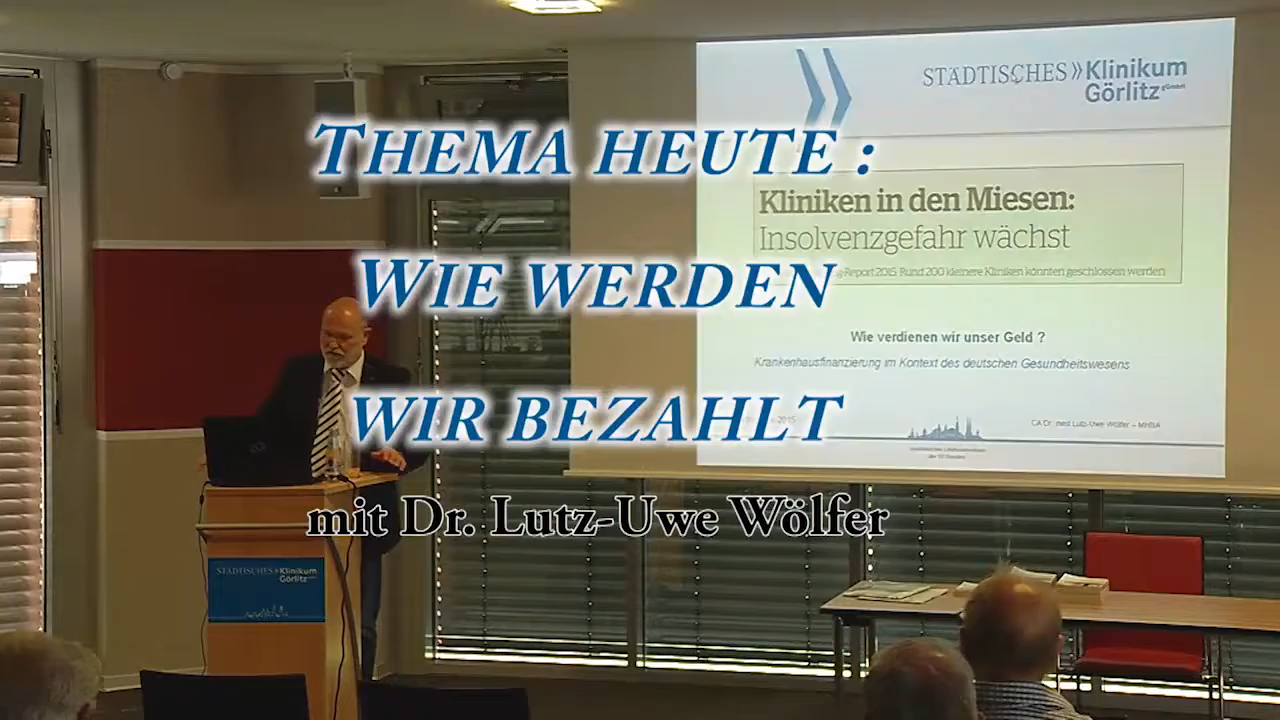 THEMA HEUTE :
WIE WERDEN
WIR BEZAHLT
mit Dr. Lutz-Uwe Wölfer
STÄDTISCHES Klinikum
Görlitz gGmbH
Kliniken in den Miesen:
Insolvenzgefahr wächst
-Report 2015: Rund 200 kleinere Kliniken könnten geschlossen werden
Wie verdienen wir unser Geld ?
Krankenhausfinanzierung im Kontext des deutschen Gesundheitswesens
2015
CA Dr. med Lutz-Uwe Wölfer – MHBA
STÄDTISCHES Klinikum
Görlitz